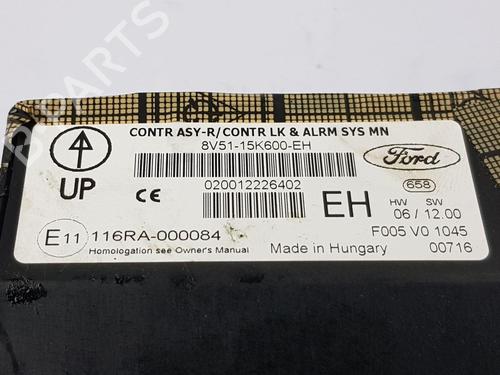 B-PARTS
CONTR ASY-R/CONTR LK & ALRM SYS MN
8V51-15K600-EH
Ford
UP
CE
020012226402
EH
658
HW SW
06 / 12.00
E11 116RA-000084
F005 V0 1045
Homologation see Owner's Manual
Made in Hungary
00716